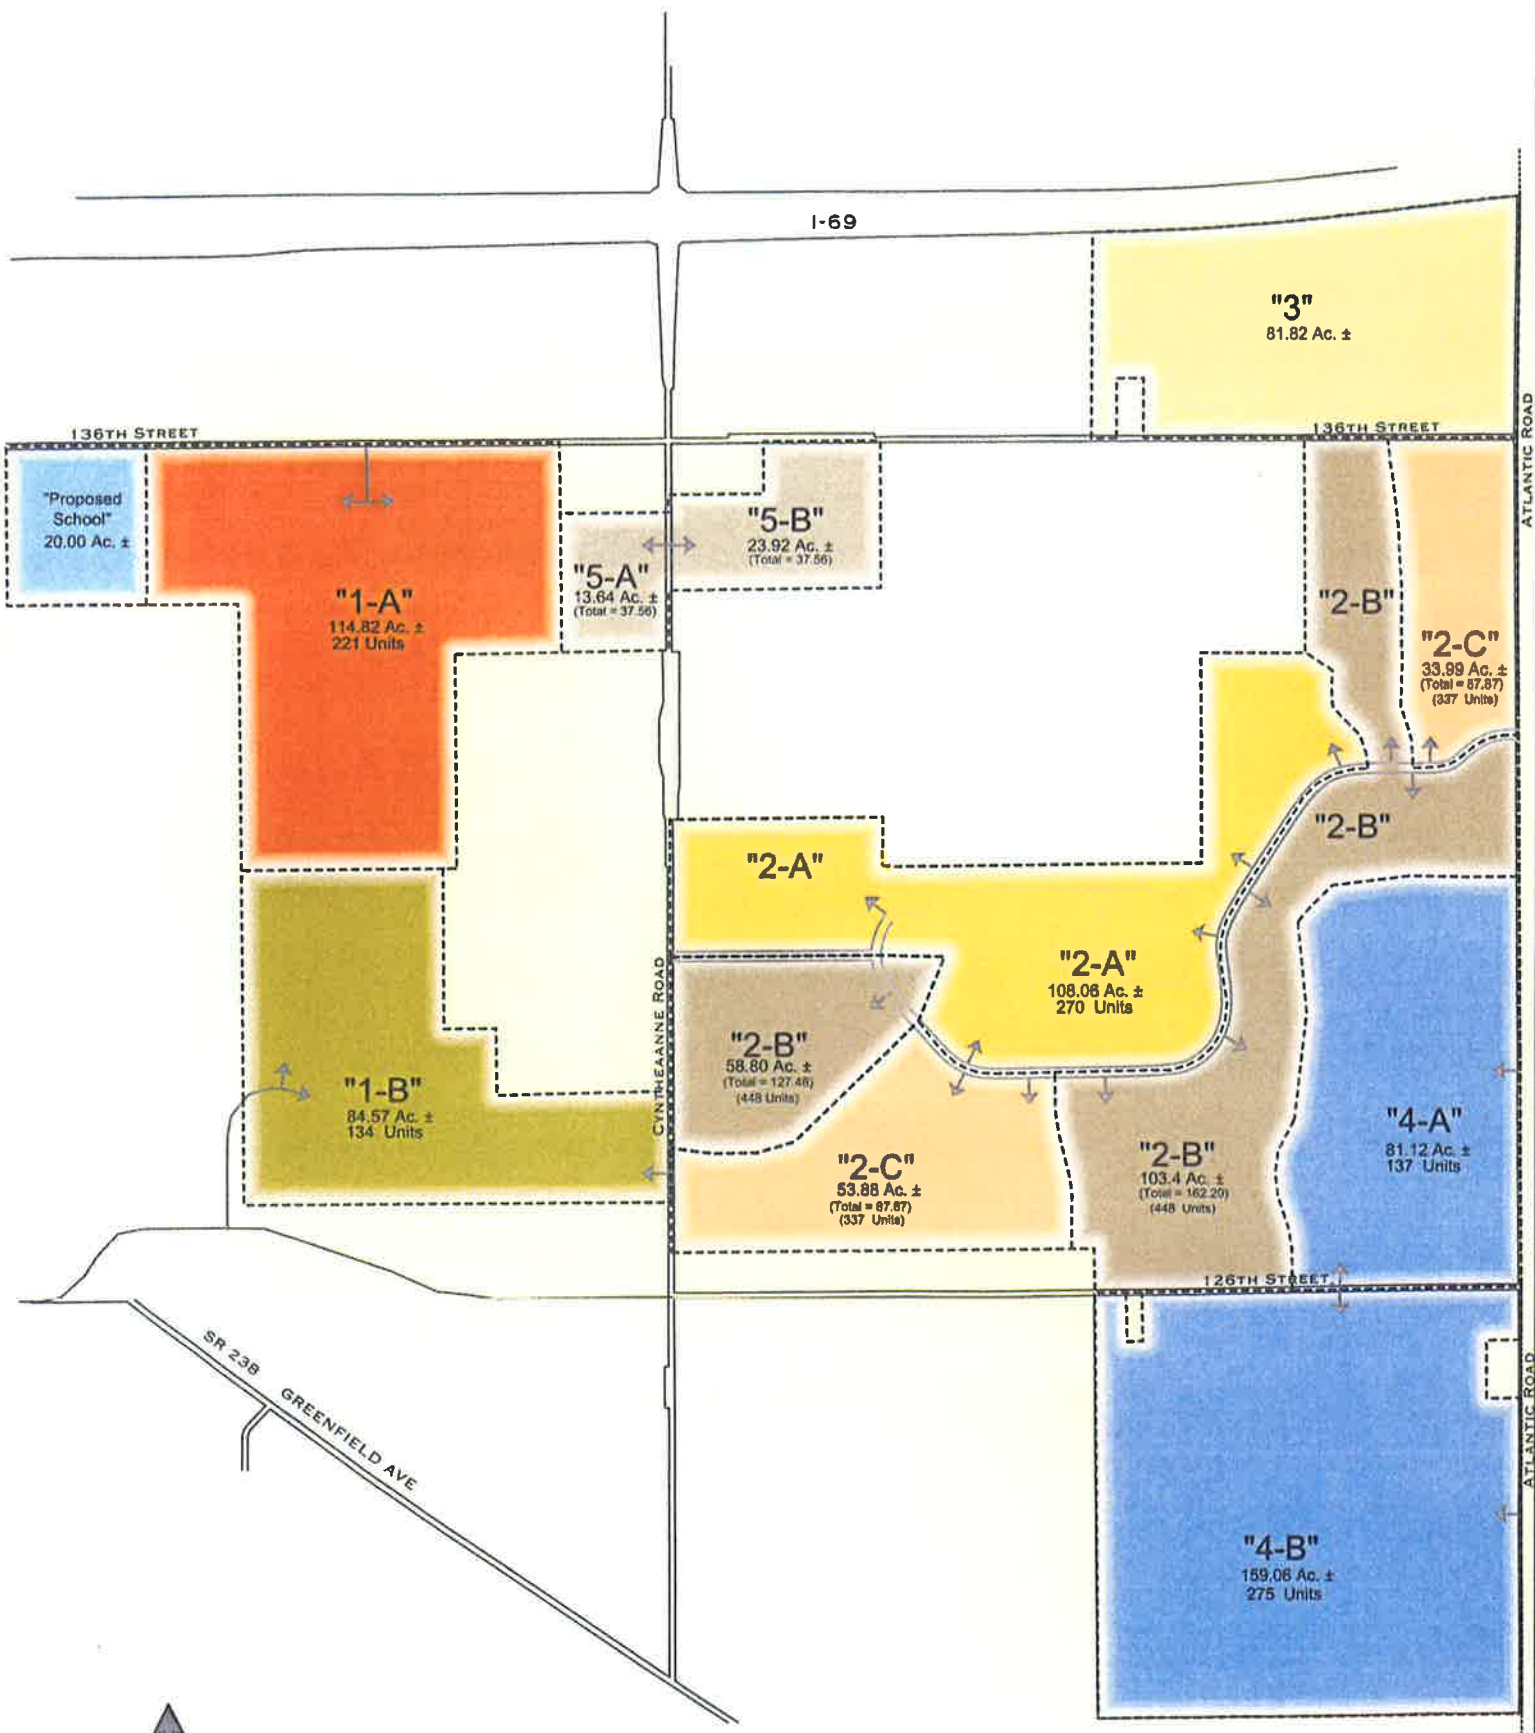 I-69
"3"
81.82 Ac. ±
136TH STREET
136TH STREET
ATLANTIC ROAD
"Proposed
School"
20.00 Ac. ±
"1-A"
114.82 Ac. ±
221 Units
"5-A"
13.64 Ac. ±
(Total = 37.56)
"5-B"
23.92 Ac. ±
(Total = 37.56)
"2-B"
"2-C"
33.99 Ac. ±
(Total = 87.87)
(337 Units)
"2-B"
"2-A"
"2-A"
108.06 Ac. ±
270 Units
CYNTHEAANNE ROAD
"2-B"
58.80 Ac. ±
(Total = 127.48)
(448 Units)
"1-B"
84.57 Ac. ±
134 Units
"2-C"
53.88 Ac. ±
(Total = 87.87)
(337 Units)
"2-B"
103.4 Ac. ±
(Total = 162.20)
(448 Units)
"4-A"
81.12 Ac. ±
137 Units
126TH STREET
SR 238 GREENFIELD AVE
ATLANTIC ROAD
"4-B"
159.06 Ac. ±
275 Units